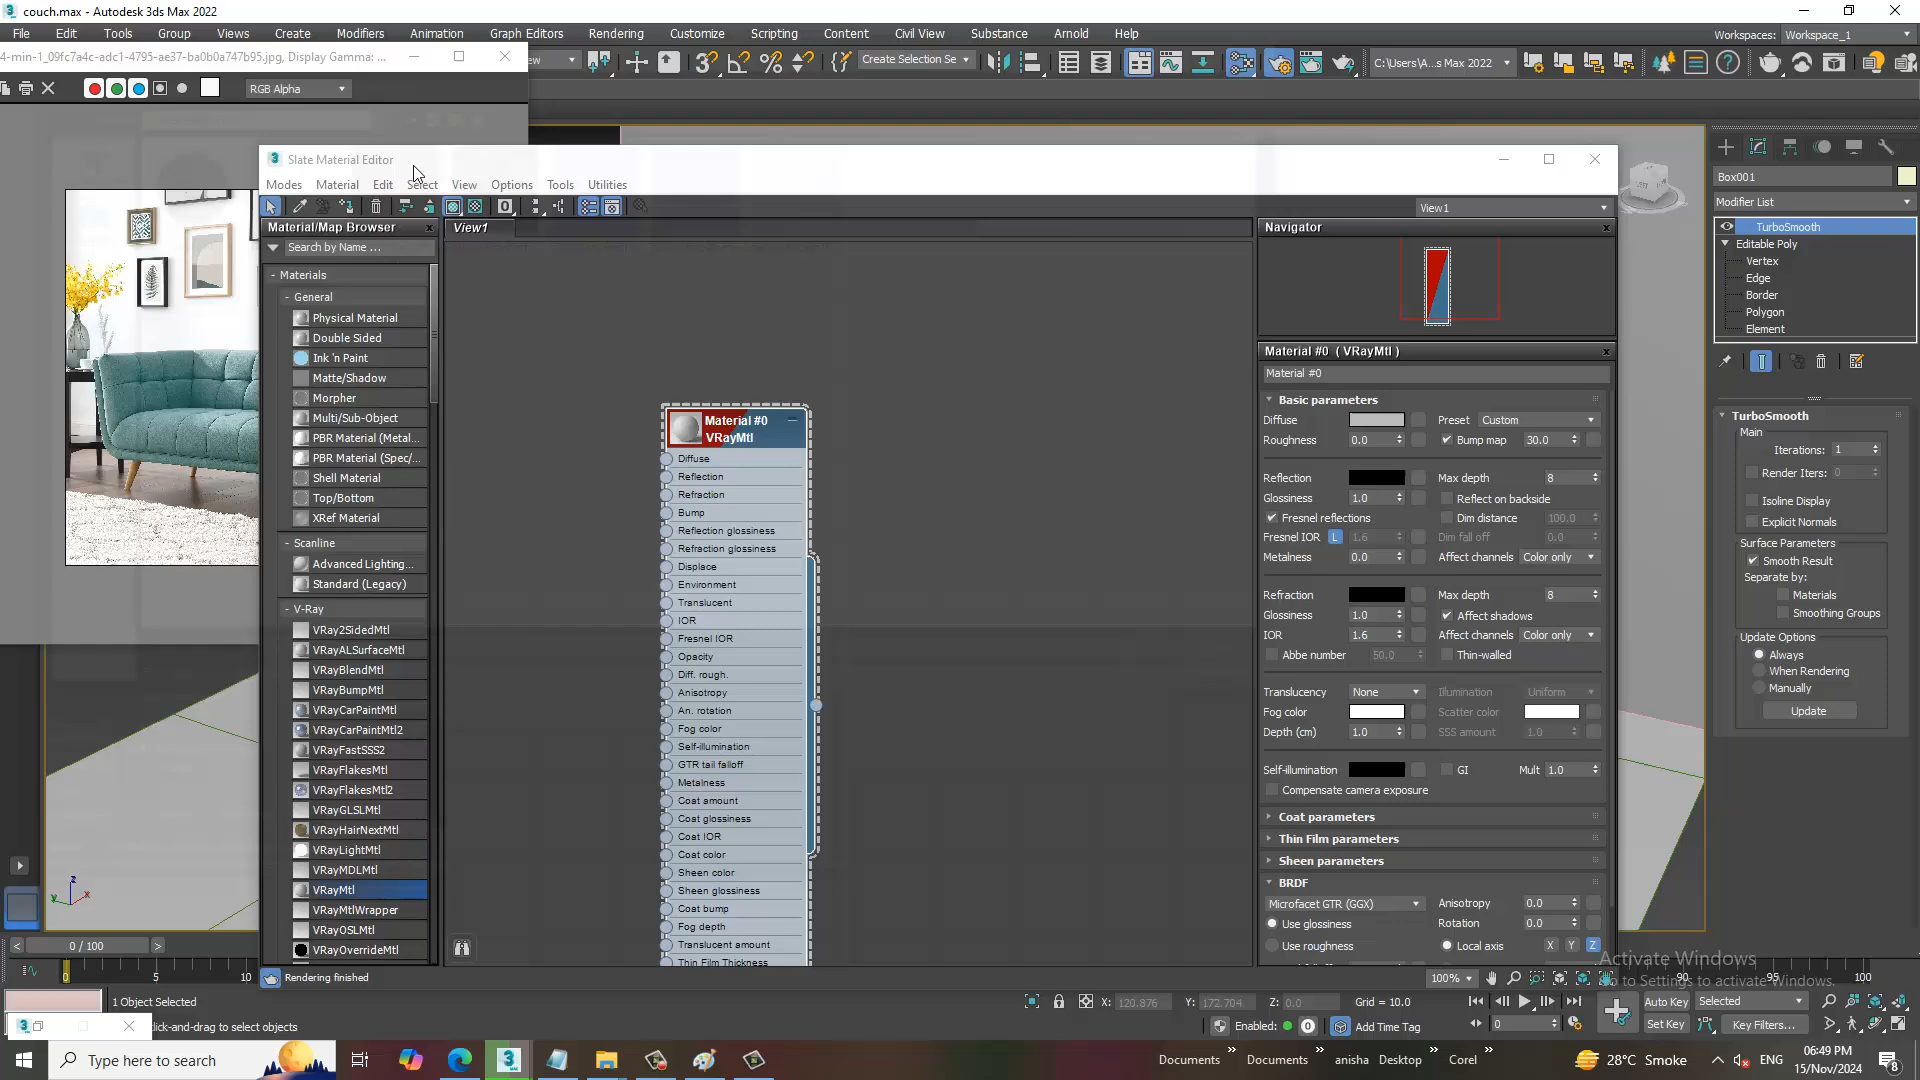 couch.max - Autodesk 3ds Max 2022
File Edit Tools Group Views Create Modifiers Animation Graph Editors Rendering Customize Scripting Content Civil View Substance Arnold Help
Workspaces: Workspace_1
4-min-1_09fc7a4c-adc1-4795-ae37-ba0b0a747b95.jpg, Display Gamma: ...
Create Selection Se
C:\Users\A...s Max 2022
RGB Alpha
Slate Material Editor
Modes Material Edit Select View Options Tools Utilities
View1
Material/Map Browser
View1
Navigator
Search by Name ...
- Materials
- General
Physical Material
Double Sided
Ink 'n Paint
Matte/Shadow
Morpher
Multi/Sub-Object
PBR Material (Metal...
PBR Material (Spec/...
Shell Material
Top/Bottom
XRef Material
- Scanline
Advanced Lighting...
Standard (Legacy)
- V-Ray
VRay2SidedMtl
VRayALSurfaceMtl
VRayBlendMtl
VRayBumpMtl
VRayCarPaintMtl
VRayCarPaintMtl2
VRayFastSSS2
VRayFlakesMtl
VRayFlakesMtl2
VRayGLSLMtl
VRayHairNextMtl
VRayLightMtl
VRayMDLMtl
VRayMtl
VRayMtlWrapper
VRayOSLMtl
VRayOverrideMtl
Material #0
VRayMtl
Diffuse
Reflection
Refraction
Bump
Reflection glossiness
Refraction glossiness
Displace
Environment
Translucent
IOR
Fresnel IOR
Opacity
Diff. rough.
Anisotropy
An. rotation
Fog color
Self-illumination
GTR tail falloff
Metalness
Coat amount
Coat glossiness
Coat IOR
Coat color
Sheen color
Sheen glossiness
Coat bump
Fog depth
Translucent amount
Thin Film Thickness
Material #0 ( VRayMtl )
Material #0
Basic parameters
Diffuse Preset Custom
Roughness 0.0 Bump map 30.0
Reflection Max depth 8
Glossiness 1.0 Reflect on backside
Fresnel reflections Dim distance 100.0
Fresnel IOR L 1.6 Dim fall off 0.0
Metalness 0.0 Affect channels Color only
Refraction Max depth 8
Glossiness 1.0 Affect shadows
IOR 1.6 Affect channels Color only
Abbe number 50.0 Thin-walled
Translucency None Illumination Uniform
Fog color Scatter color
Depth (cm) 1.0 SSS amount 1.0
Self-illumination GI Mult 1.0
Compensate camera exposure
Coat parameters
Thin Film parameters
Sheen parameters
BRDF
Microfacet GTR (GGX) Anisotropy 0.0
Use glossiness Rotation 0.0
Use roughness Local axis X Y Z
Rendering finished
100%
Box001
Modifier List
TurboSmooth
Editable Poly
Vertex
Edge
Border
Polygon
Element
TurboSmooth
Main
Iterations: 1
Render Iters: 0
Isoline Display
Explicit Normals
Surface Parameters
Smooth Result
Separate by:
Materials
Smoothing Groups
Update Options
Always
When Rendering
Manually
Update
Activate Windows
Go to Settings to activate Windows.
< 0 / 100 >
0 5 10 90 95 100
1 Object Selected
X: 120.876 Y: 172.704 Z: 0.0 Grid = 10.0
Auto Key Selected
click-and-drag to select objects
Enabled: 0 Add Time Tag
0
Set Key Key Filters...
Type here to search
Documents Documents anisha Desktop Corel
28°C Smoke
ENG
06:49 PM
15/Nov/2024
8